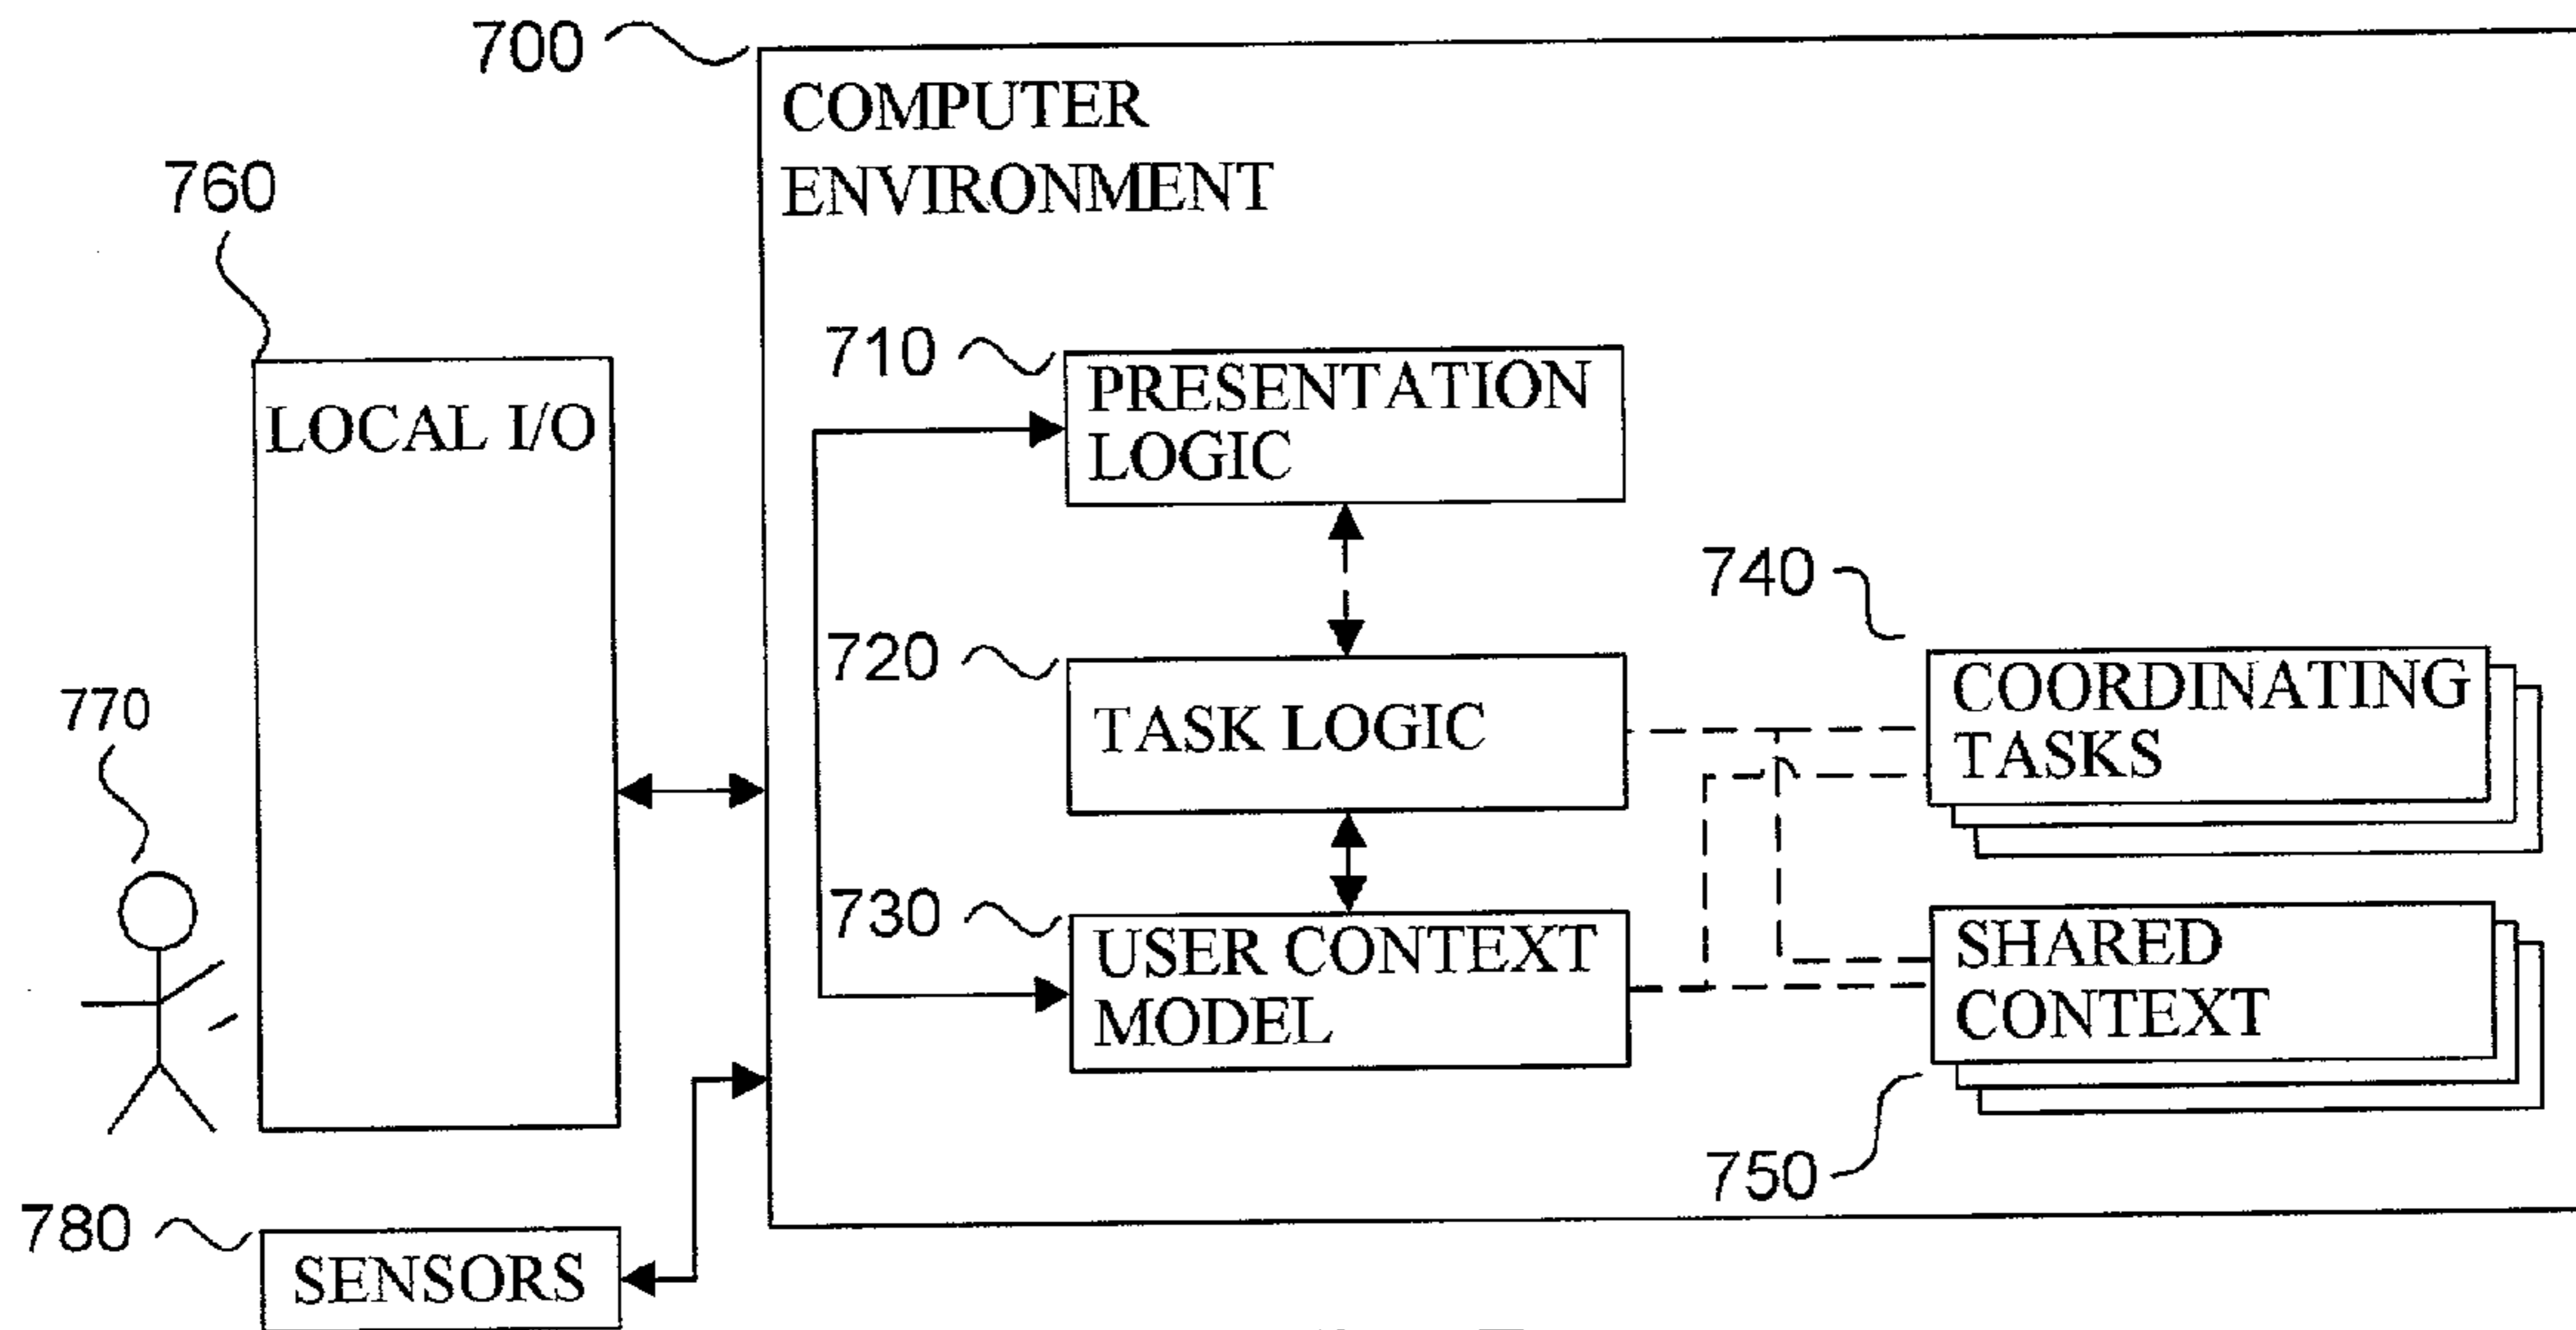 700
COMPUTER
ENVIRONMENT
760
LOCAL I/O
710
PRESENTATION
LOGIC
720
TASK LOGIC
740
COORDINATING
TASKS
770
730
USER CONTEXT
MODEL
SHARED
CONTEXT
750
780
SENSORS